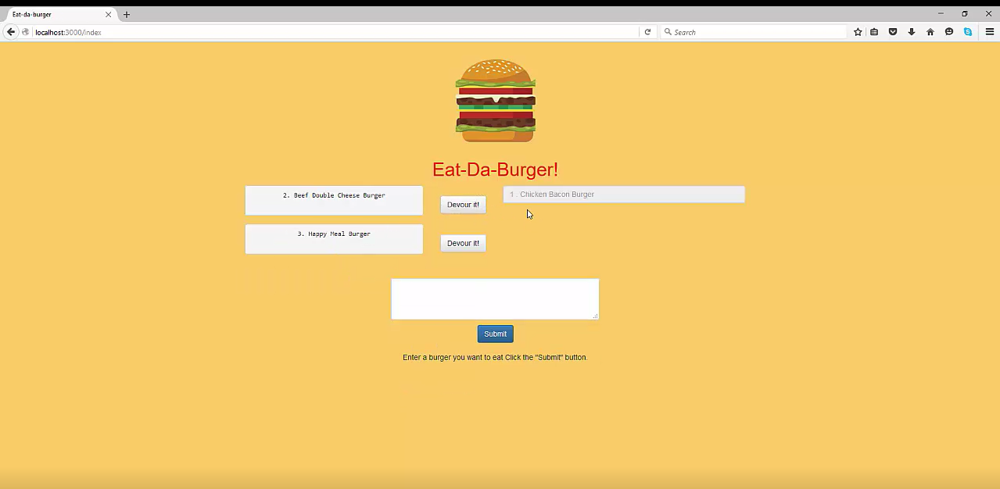 Eat-da-burger
localhost:3000/index
Search
Eat-Da-Burger!
2. Beef Double Cheese Burger
Devour it!
1 . Chicken Bacon Burger
3. Happy Meal Burger
Devour it!
Submit
Enter a burger you want to eat Click the "Submit" button.